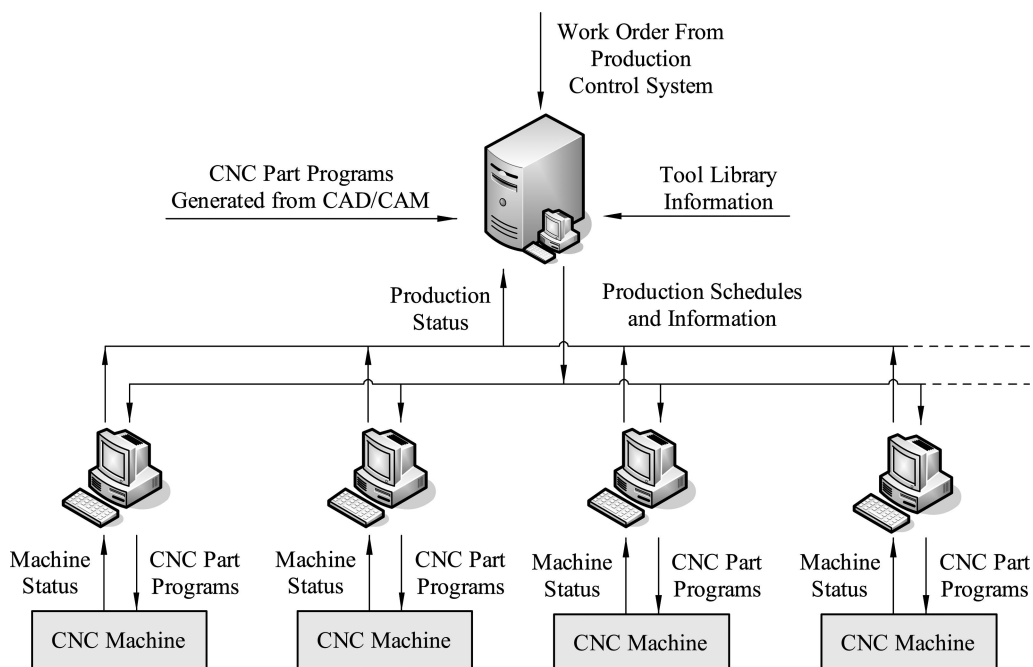 Work Order From
Production
Control System
CNC Part Programs
Generated from CAD/CAM
Tool Library
Information
Production
Status
Production Schedules
and Information
Machine
Status
CNC Part
Programs
Machine
Status
CNC Part
Programs
Machine
Status
CNC Part
Programs
Machine
Status
CNC Part
Programs
CNC Machine
CNC Machine
CNC Machine
CNC Machine